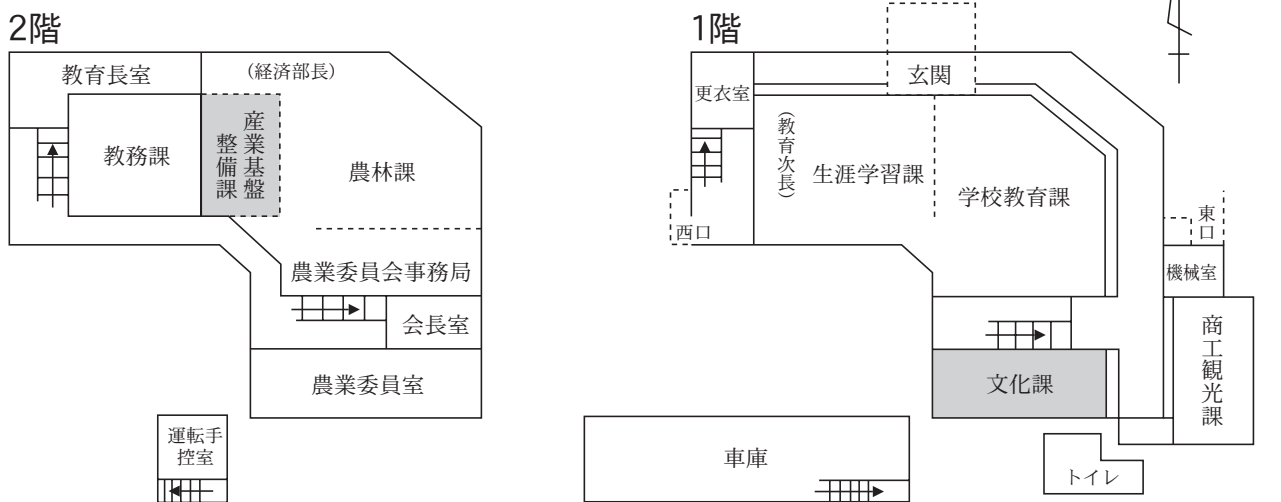 2階
教育長室
(経済部長)
教務課
産業基盤
整備課
農林課
農業委員会事務局
会長室
農業委員室
運転手
控室
1階
玄関
更衣室
(教育次長)
生涯学習課
学校教育課
西口
東口
機械室
商工観光課
文化課
車庫
トイレ